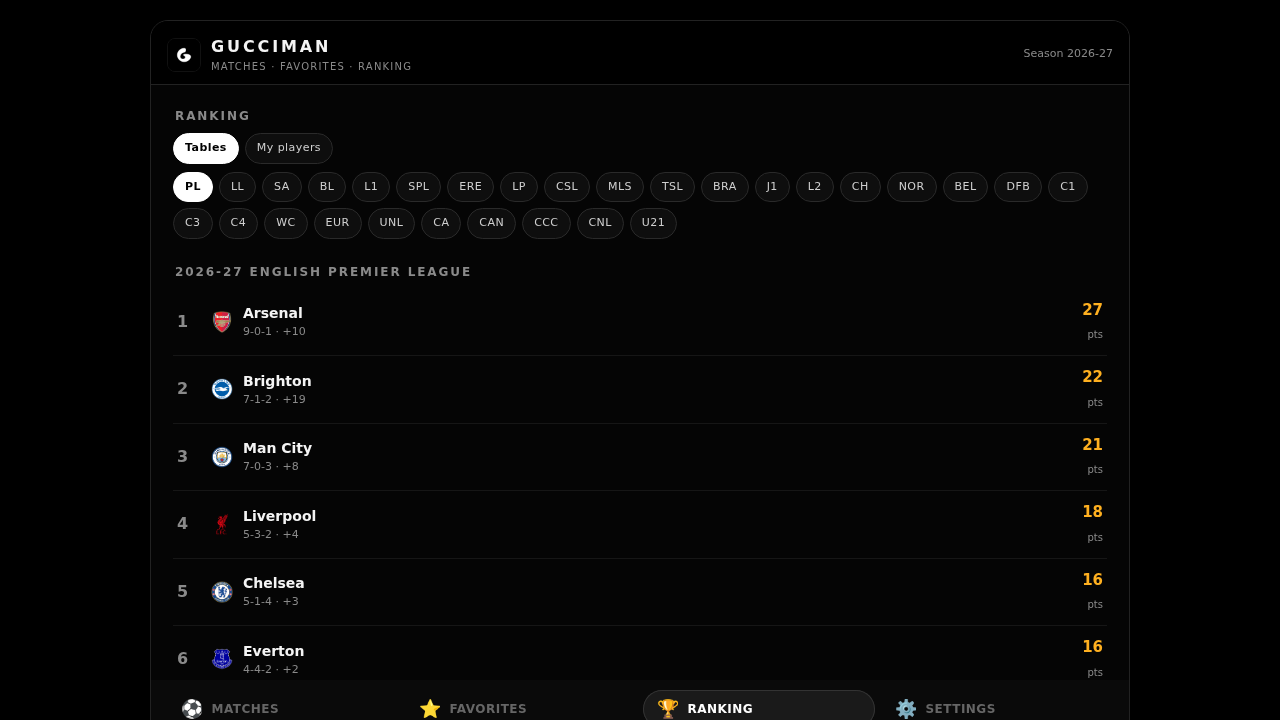 GUCCIMAN
MATCHES · FAVORITES · RANKING
Season 2026-27
RANKING
Tables My players
PL LL SA BL L1 SPL ERE LP CSL MLS TSL BRA J1 L2 CH NOR BEL DFB C1
C3 C4 WC EUR UNL CA CAN CCC CNL U21
2026-27 ENGLISH PREMIER LEAGUE
1 Arsenal 27
9-0-1 · +10 pts
2 Brighton 22
7-1-2 · +19 pts
3 Man City 21
7-0-3 · +8 pts
4 Liverpool 18
5-3-2 · +4 pts
5 Chelsea 16
5-1-4 · +3 pts
6 Everton 16
4-4-2 · +2 pts
MATCHES FAVORITES RANKING SETTINGS